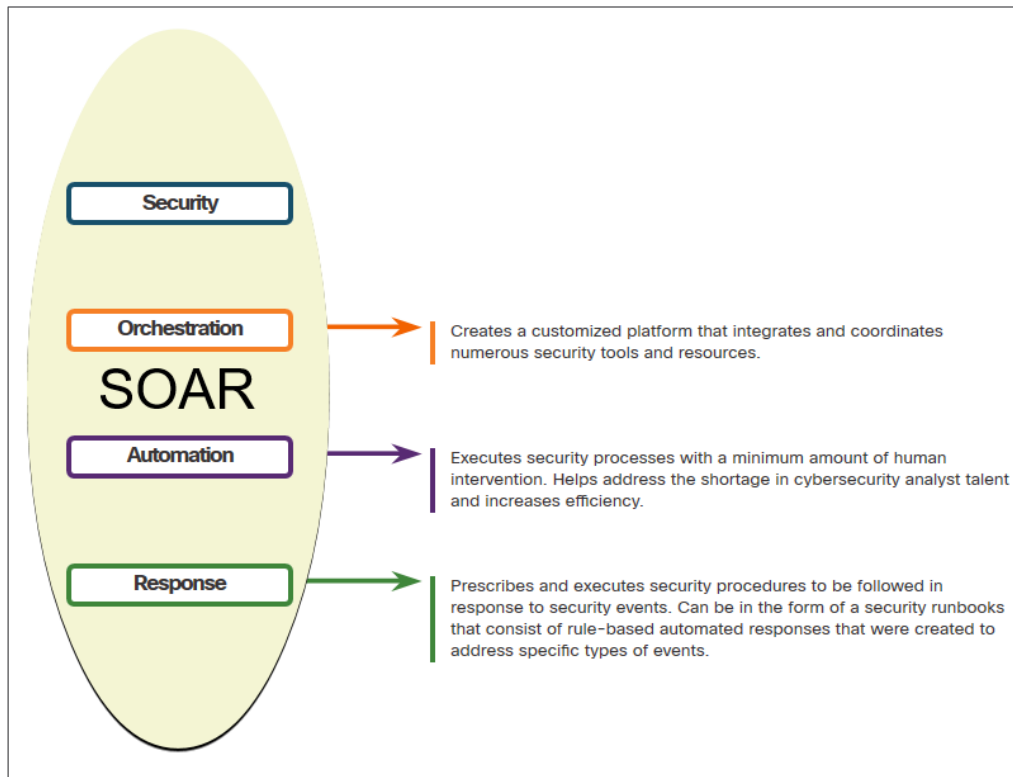 Security
Orchestration
Creates a customized platform that integrates and coordinates
numerous security tools and resources.
SOAR
Automation
Executes security processes with a minimum amount of human
intervention. Helps address the shortage in cybersecurity analyst talent
and increases efficiency.
Response
Prescribes and executes security procedures to be followed in
response to security events. Can be in the form of a security runbooks
that consist of rule-based automated responses that were created to
address specific types of events.